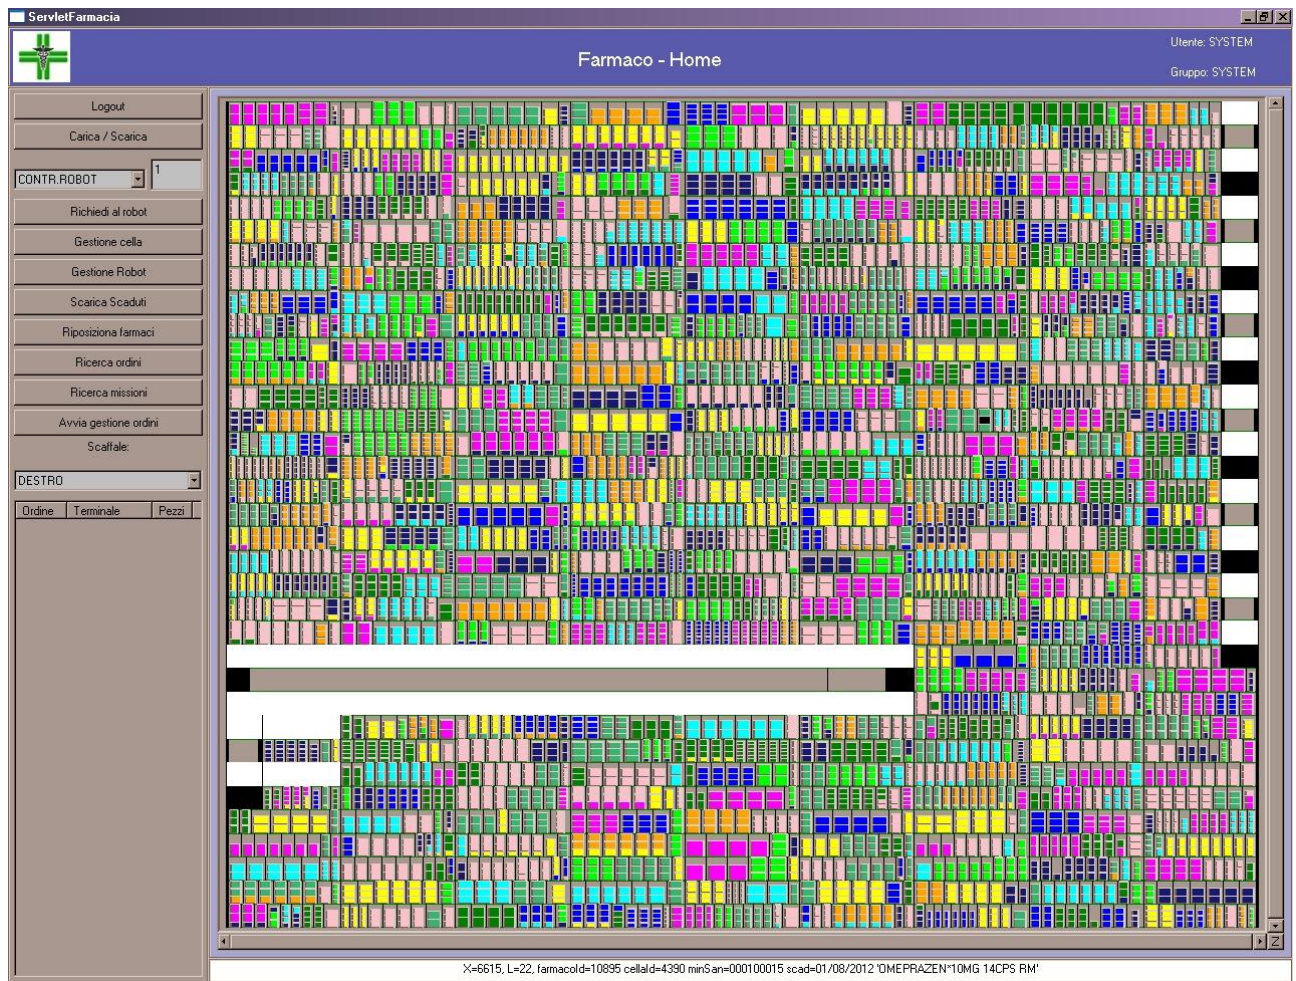 ServletFarmacia
Farmaco - Home
Utente: SYSTEM
Gruppo: SYSTEM
Logout
Carica / Scarica
CONTR.ROBOT
1
Richiedi al robot
Gestione cella
Gestione Robot
Scarica Scaduti
Riposiziona farmaci
Ricerca ordini
Ricerca missioni
Avvia gestione ordini
Scaffale:
DESTRO
Ordine Terminale Pezzi
Z
X=6615, L=22, farmacoId=10895 cellaId=4390 minSan=000100015 scad=01/08/2012 'OMEPRAZEN*10MG 14CPS RM'